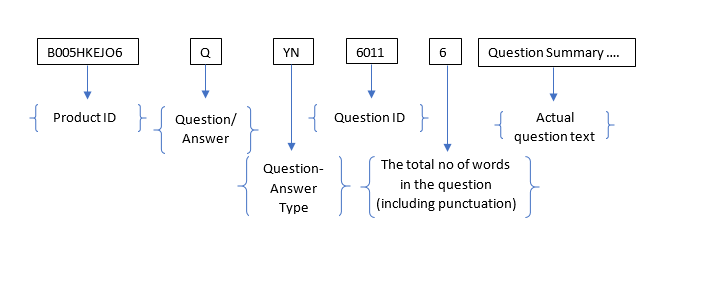 B005HKEJO6 Q YN 6011 6 Question Summary ....
Product ID
Question/
Answer
Question ID
Actual
question text
Question-
Answer
Type
The total no of words
in the question
(including punctuation)